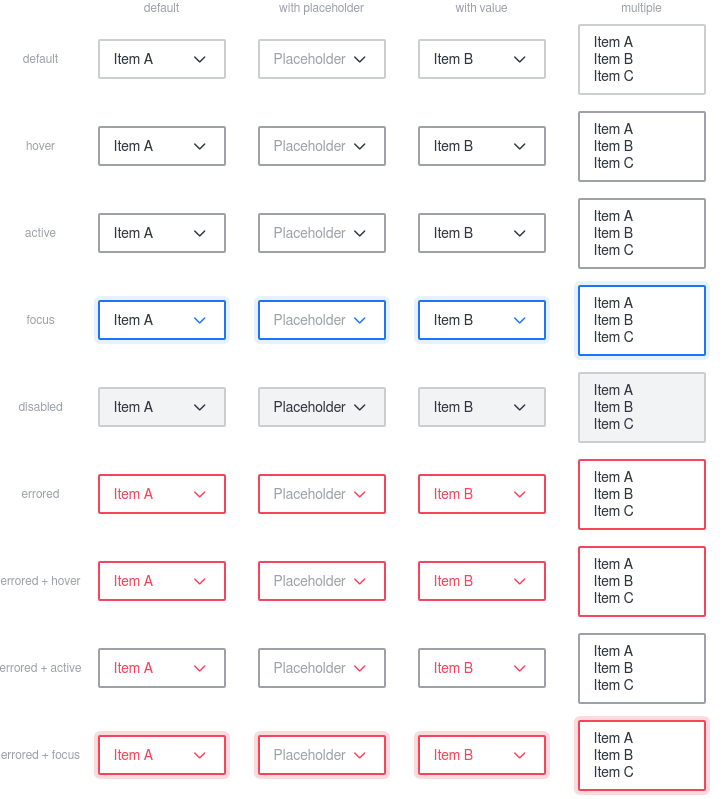 default with placeholder with value multiple
default Item A Placeholder Item B Item A
Item B
Item C
hover Item A Placeholder Item B Item A
Item B
Item C
active Item A Placeholder Item B Item A
Item B
Item C
focus Item A Placeholder Item B Item A
Item B
Item C
disabled Item A Placeholder Item B Item A
Item B
Item C
errored Item A Placeholder Item B Item A
Item B
Item C
errored + hover Item A Placeholder Item B Item A
Item B
Item C
errored + active Item A Placeholder Item B Item A
Item B
Item C
errored + focus Item A Placeholder Item B Item A
Item B
Item C